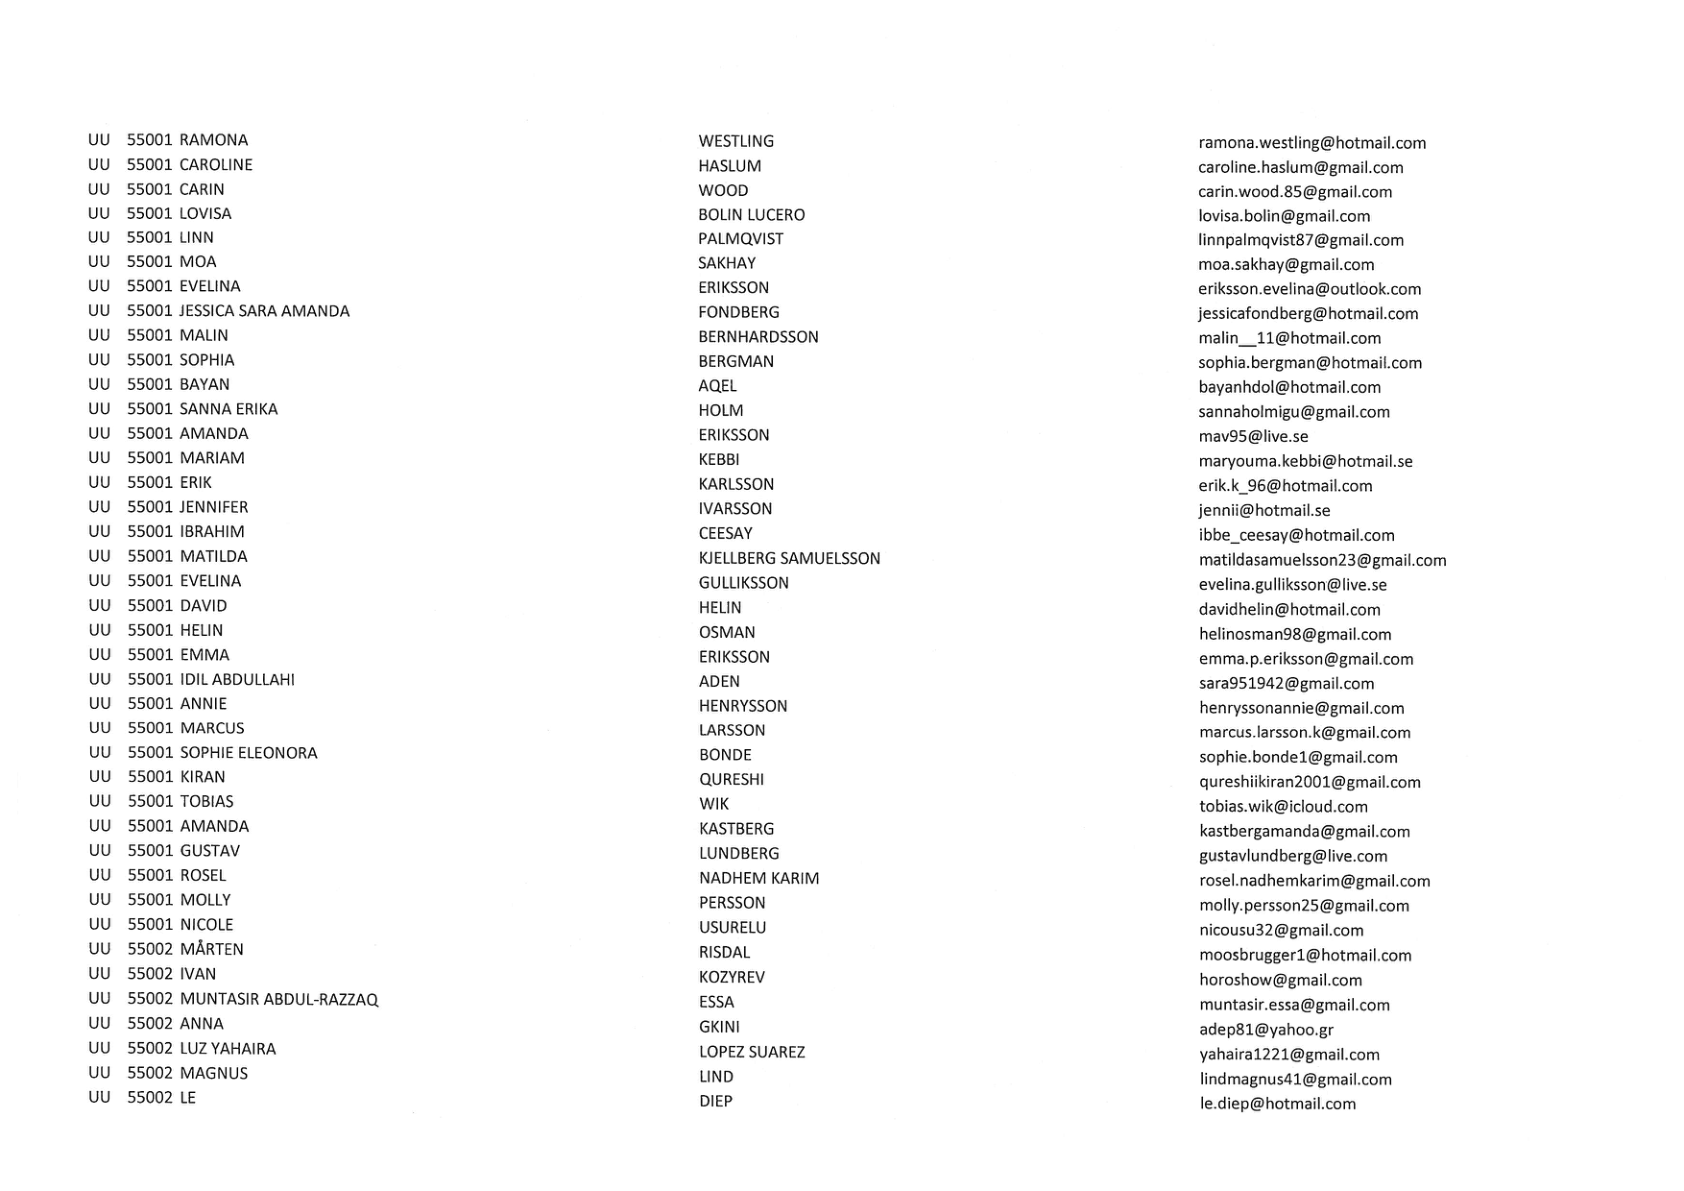 UU 55001 RAMONA WESTLING ramona.westling@hotmail.com
UU 55001 CAROLINE HASLUM caroline.haslum@gmail.com
UU 55001 CARIN WOOD carin.wood.85@gmail.com
UU 55001 LOVISA BOLIN LUCERO lovisa.bolin@gmail.com
UU 55001 LINN PALMQVIST linnpalmqvist87@gmail.com
UU 55001 MOA SAKHAY moa.sakhay@gmail.com
UU 55001 EVELINA ERIKSSON eriksson.evelina@outlook.com
UU 55001 JESSICA SARA AMANDA FONDBERG jessicafondberg@hotmail.com
UU 55001 MALIN BERNHARDSSON malin__11@hotmail.com
UU 55001 SOPHIA BERGMAN sophia.bergman@hotmail.com
UU 55001 BAYAN AQEL bayanhdol@hotmail.com
UU 55001 SANNA ERIKA HOLM sannaholmigu@gmail.com
UU 55001 AMANDA ERIKSSON mav95@live.se
UU 55001 MARIAM KEBBI maryouma.kebbi@hotmail.se
UU 55001 ERIK KARLSSON erik.k_96@hotmail.com
UU 55001 JENNIFER IVARSSON jennii@hotmail.se
UU 55001 IBRAHIM CEESAY ibbe_ceesay@hotmail.com
UU 55001 MATILDA KJELLBERG SAMUELSSON matildasamuelsson23@gmail.com
UU 55001 EVELINA GULLIKSSON evelina.gulliksson@live.se
UU 55001 DAVID HELIN davidhelin@hotmail.com
UU 55001 HELIN OSMAN helinosman98@gmail.com
UU 55001 EMMA ERIKSSON emma.p.eriksson@gmail.com
UU 55001 IDIL ABDULLAHI ADEN sara951942@gmail.com
UU 55001 ANNIE HENRYSSON henryssonannie@gmail.com
UU 55001 MARCUS LARSSON marcus.larsson.k@gmail.com
UU 55001 SOPHIE ELEONORA BONDE sophie.bonde1@gmail.com
UU 55001 KIRAN QURESHI qureshiikiran2001@gmail.com
UU 55001 TOBIAS WIK tobias.wik@icloud.com
UU 55001 AMANDA KASTBERG kastbergamanda@gmail.com
UU 55001 GUSTAV LUNDBERG gustavlundberg@live.com
UU 55001 ROSEL NADHEM KARIM rosel.nadhemkarim@gmail.com
UU 55001 MOLLY PERSSON molly.persson25@gmail.com
UU 55001 NICOLE USURELU nicousu32@gmail.com
UU 55002 MÅRTEN RISDAL moosbrugger1@hotmail.com
UU 55002 IVAN KOZYREV horoshow@gmail.com
UU 55002 MUNTASIR ABDUL-RAZZAQ ESSA muntasir.essa@gmail.com
UU 55002 ANNA GKINI adep81@yahoo.gr
UU 55002 LUZ YAHAIRA LOPEZ SUAREZ yahaira1221@gmail.com
UU 55002 MAGNUS LIND lindmagnus41@gmail.com
UU 55002 LE DIEP le.diep@hotmail.com